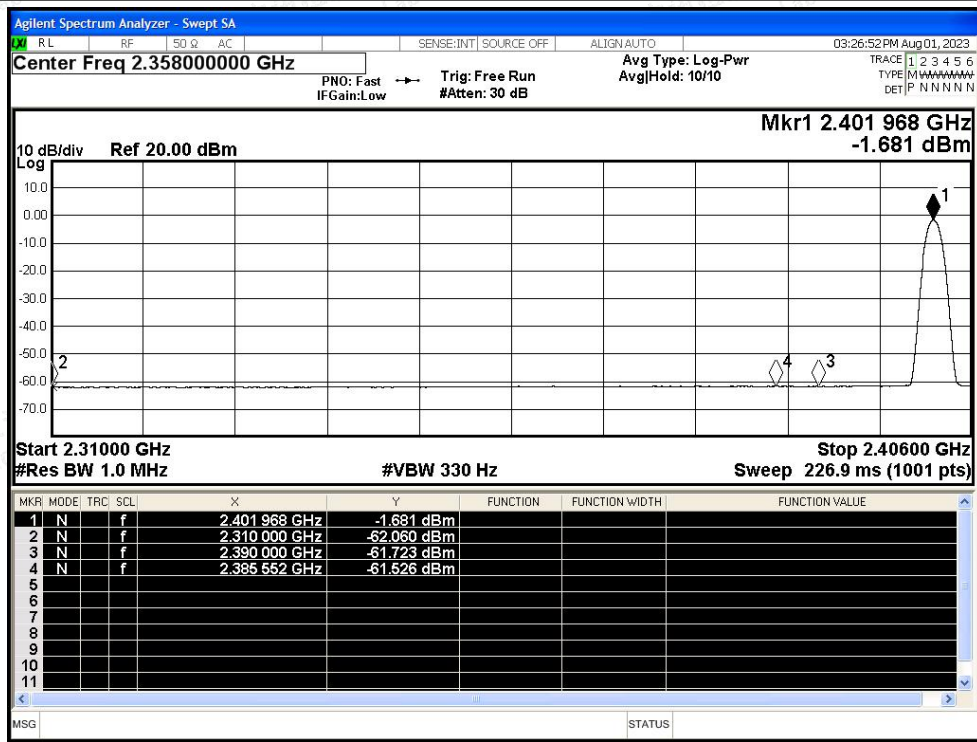 Agilent Spectrum Analyzer - Swept SA
LXI RL RF 50 Ω AC SENSE:INT SOURCE OFF ALIGN AUTO 03:26:52 PM Aug 01, 2023
Center Freq 2.358000000 GHz
PNO: Fast
IFGain:Low
Trig: Free Run
#Atten: 30 dB
Avg Type: Log-Pwr
Avg|Hold: 10/10
TRACE 1 2 3 4 5 6
TYPE M
DET P N N N N N
Mkr1 2.401 968 GHz
-1.681 dBm
10 dB/div Ref 20.00 dBm
Log
10.0
0.00
-10.0
-20.0
-30.0
-40.0
-50.0
-60.0
-70.0
1
2
4
3
Start 2.31000 GHz Stop 2.40600 GHz
#Res BW 1.0 MHz #VBW 330 Hz Sweep 226.9 ms (1001 pts)
MKR MODE TRC SCL X Y FUNCTION FUNCTION WIDTH FUNCTION VALUE
1 N f 2.401 968 GHz -1.681 dBm
2 N f 2.310 000 GHz -62.060 dBm
3 N f 2.390 000 GHz -61.723 dBm
4 N f 2.385 552 GHz -61.526 dBm
5
6
7
8
9
10
11
MSG STATUS